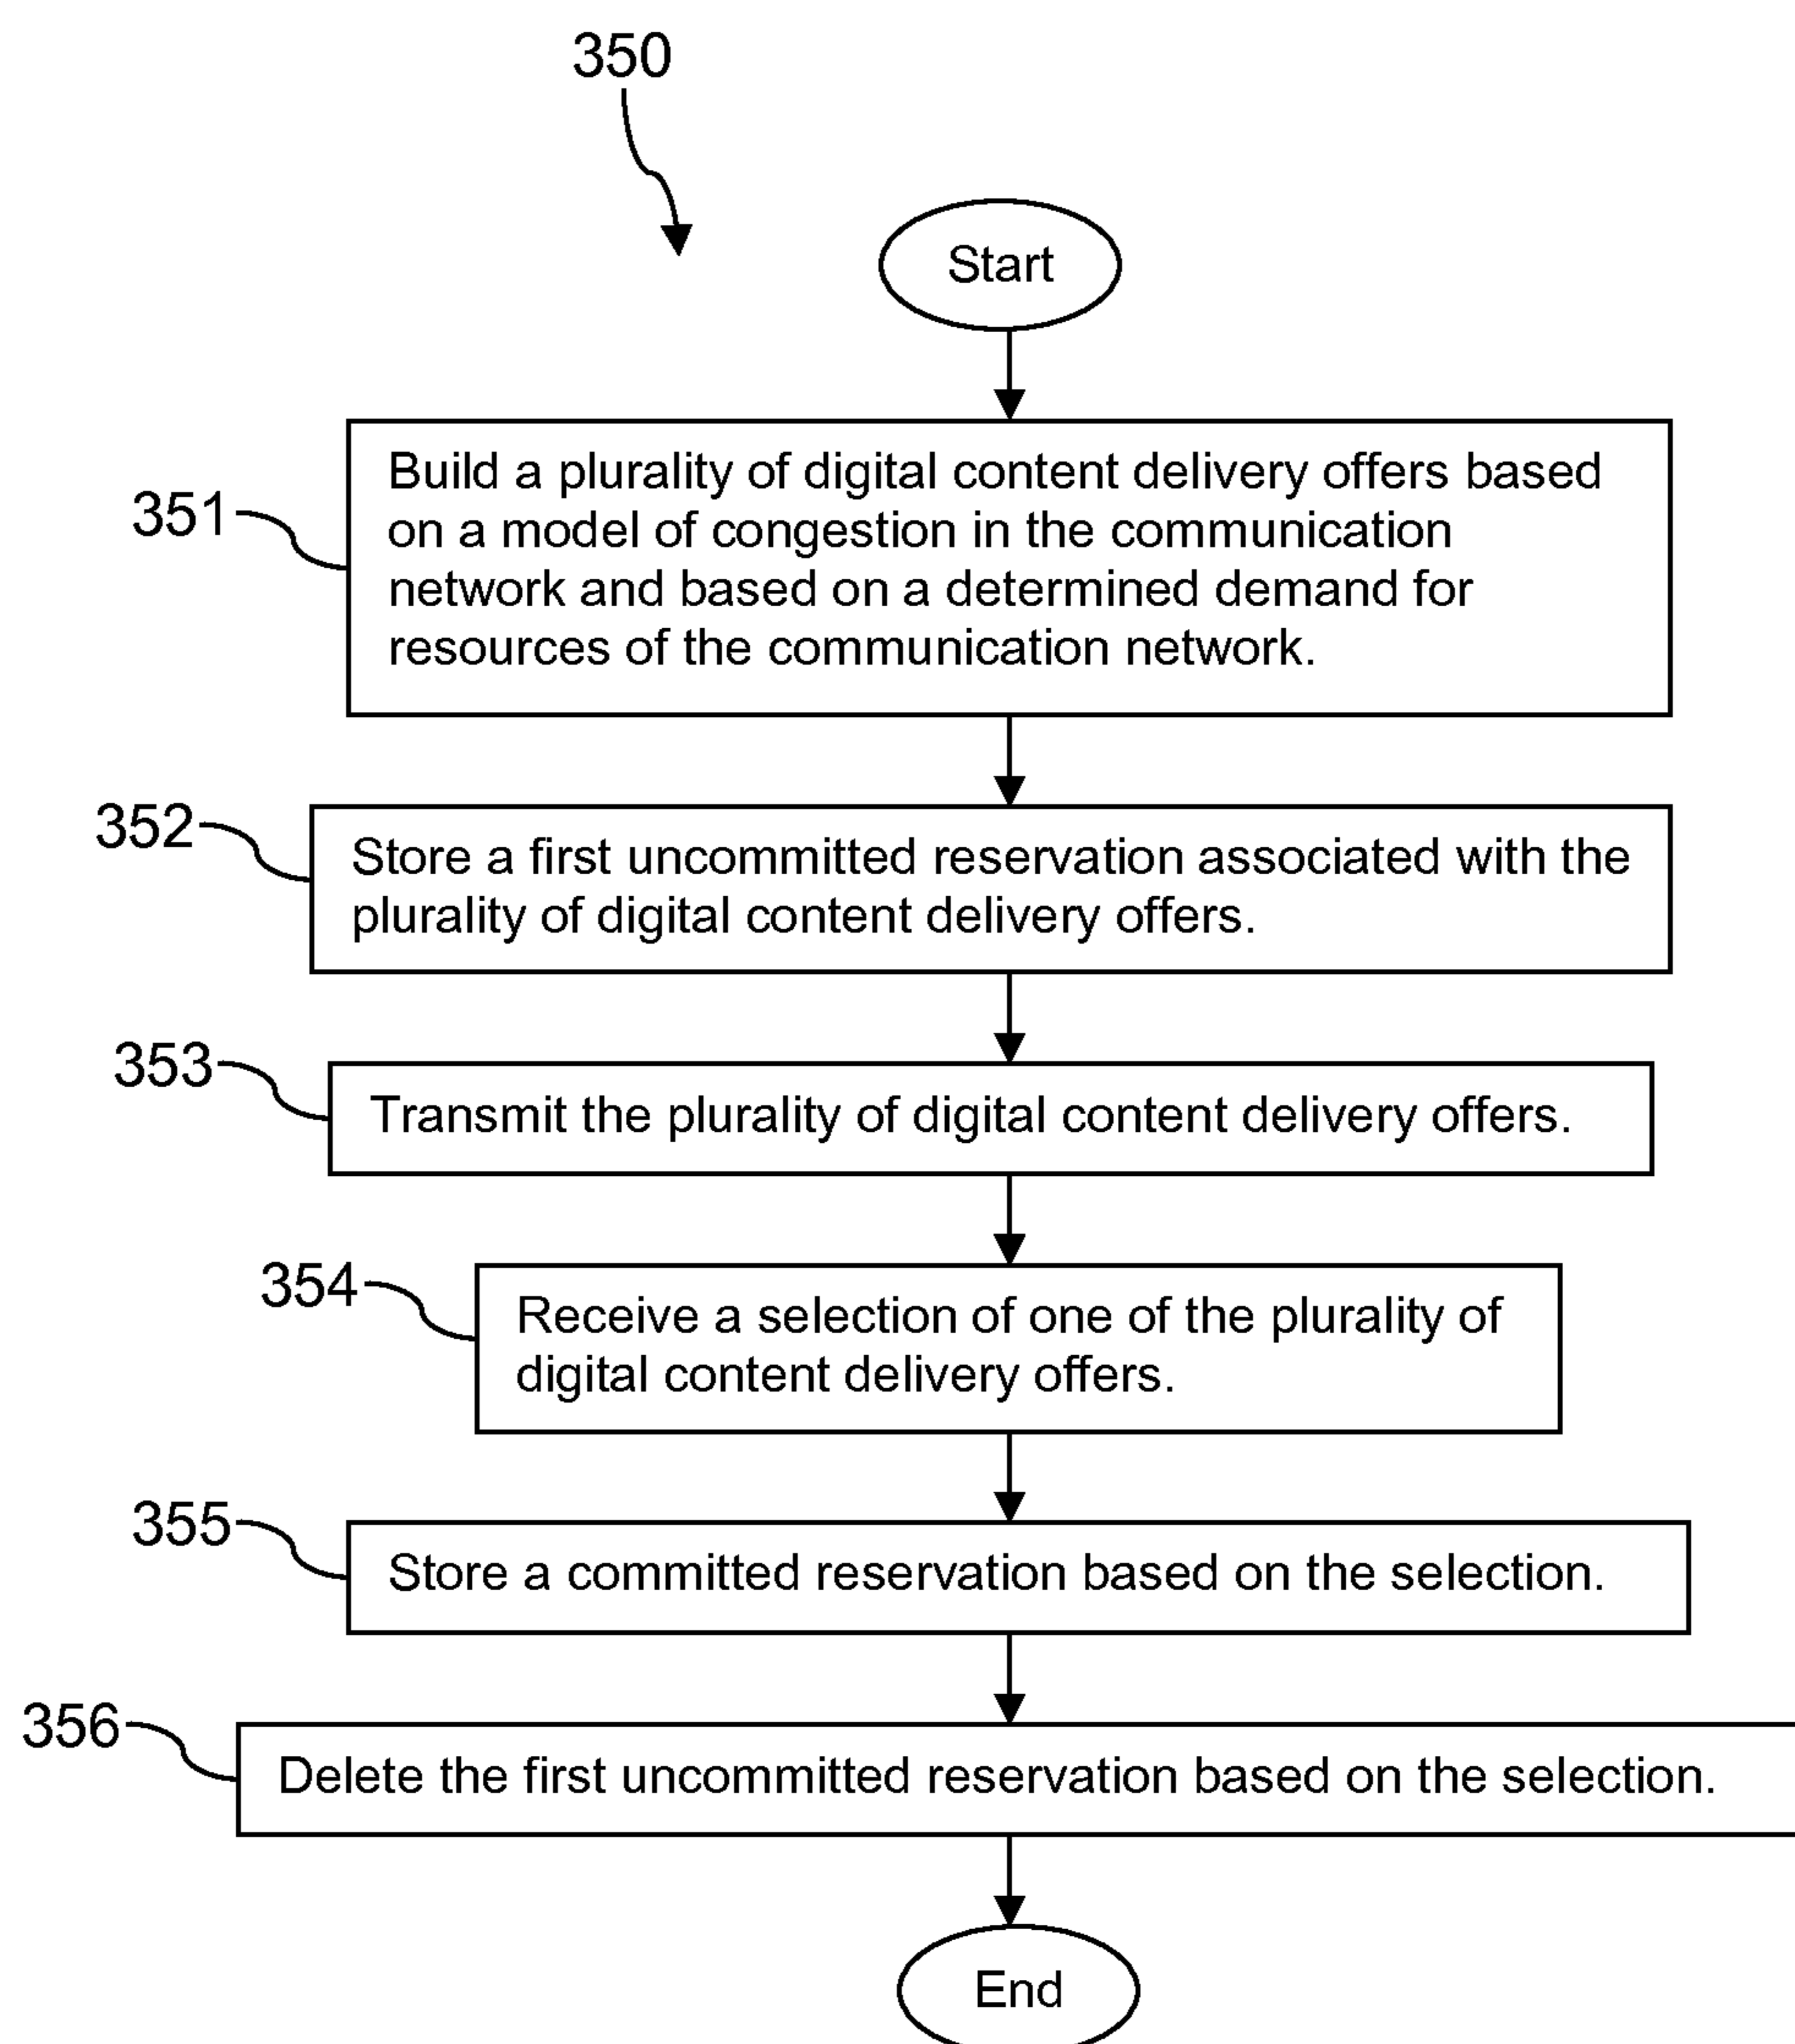 350
Start
351
Build a plurality of digital content delivery offers based
on a model of congestion in the communication
network and based on a determined demand for
resources of the communication network.
352
Store a first uncommitted reservation associated with the
plurality of digital content delivery offers.
353
Transmit the plurality of digital content delivery offers.
354
Receive a selection of one of the plurality of
digital content delivery offers.
355
Store a committed reservation based on the selection.
356
Delete the first uncommitted reservation based on the selection.
End